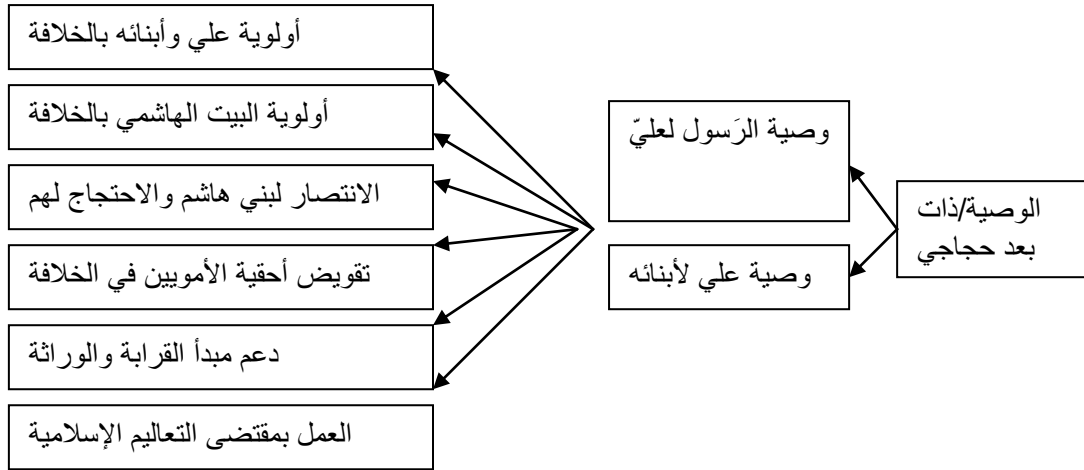 الوصية/ذات
بعد حجاجي
وصية الرَسول لعليّ
وصية علي لأبنائه
أولوية علي وأبنائه بالخلافة
أولوية البيت الهاشمي بالخلافة
الانتصار لبني هاشم والاحتجاج لهم
تقويض أحقية الأمويين في الخلافة
دعم مبدأ القرابة والوراثة
العمل بمقتضى التعاليم الإسلامية